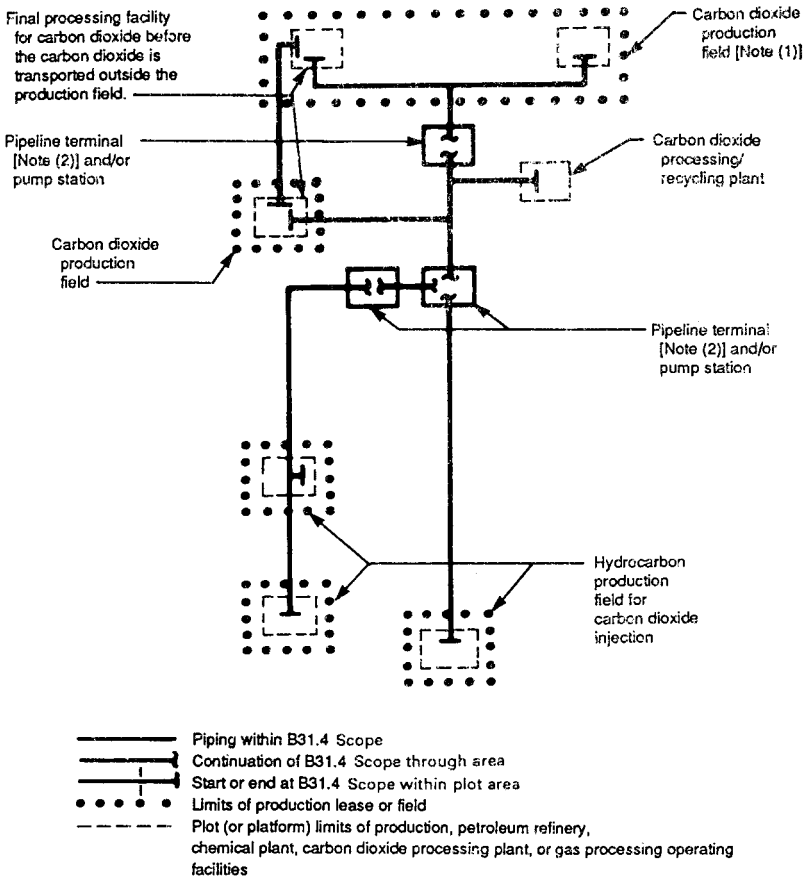 Final processing facility
for carbon dioxide before
the carbon dioxide is
transported outside the
production field.
Carbon dioxide
production
field [Note (1)]
Pipeline terminal
[Note (2)] and/or
pump station
Carbon dioxide
processing/
recycling plant
Carbon dioxide
production
field
Pipeline terminal
[Note (2)] and/or
pump station
Hydrocarbon
production
field for
carbon dioxide
injection
Piping within B31.4 Scope
Continuation of B31.4 Scope through area
Start or end at B31.4 Scope within plot area
Limits of production lease or field
Plot (or platform) limits of production, petroleum refinery,
chemical plant, carbon dioxide processing plant, or gas processing operating
facilities